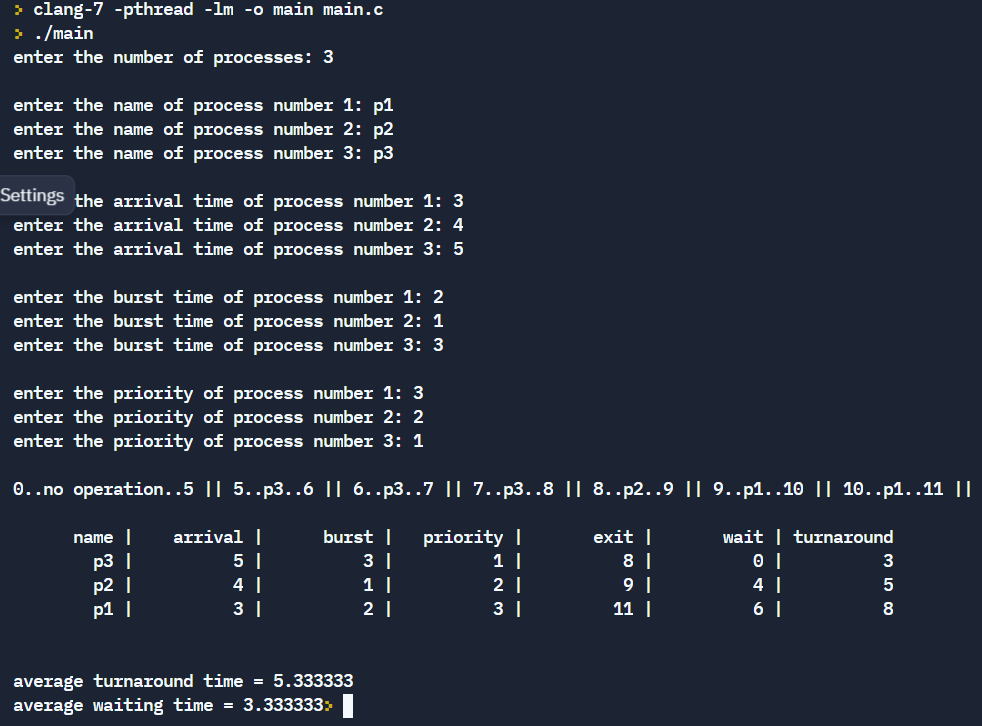 > clang-7 -pthread -lm -o main main.c
> ./main
enter the number of processes: 3
enter the name of process number 1: p1
enter the name of process number 2: p2
enter the name of process number 3: p3
Settings
the arrival time of process number 1: 3
enter the arrival time of process number 2: 4
enter the arrival time of process number 3: 5
enter the burst time of process number 1: 2
enter the burst time of process number 2: 1
enter the burst time of process number 3: 3
enter the priority of process number 1: 3
enter the priority of process number 2: 2
enter the priority of process number 3: 1
0..no operation..5 || 5..p3..6 || 6..p3..7 || 7..p3..8 || 8..p2..9 || 9..p1..10 || 10..p1..11 ||
name | arrival | burst | priority | exit | wait | turnaround
p3 | 5 | 3 | 1 | 8 | 0 | 3
p2 | 4 | 1 | 2 | 9 | 4 | 5
p1 | 3 | 2 | 3 | 11 | 6 | 8
average turnaround time = 5.333333
average waiting time = 3.333333>